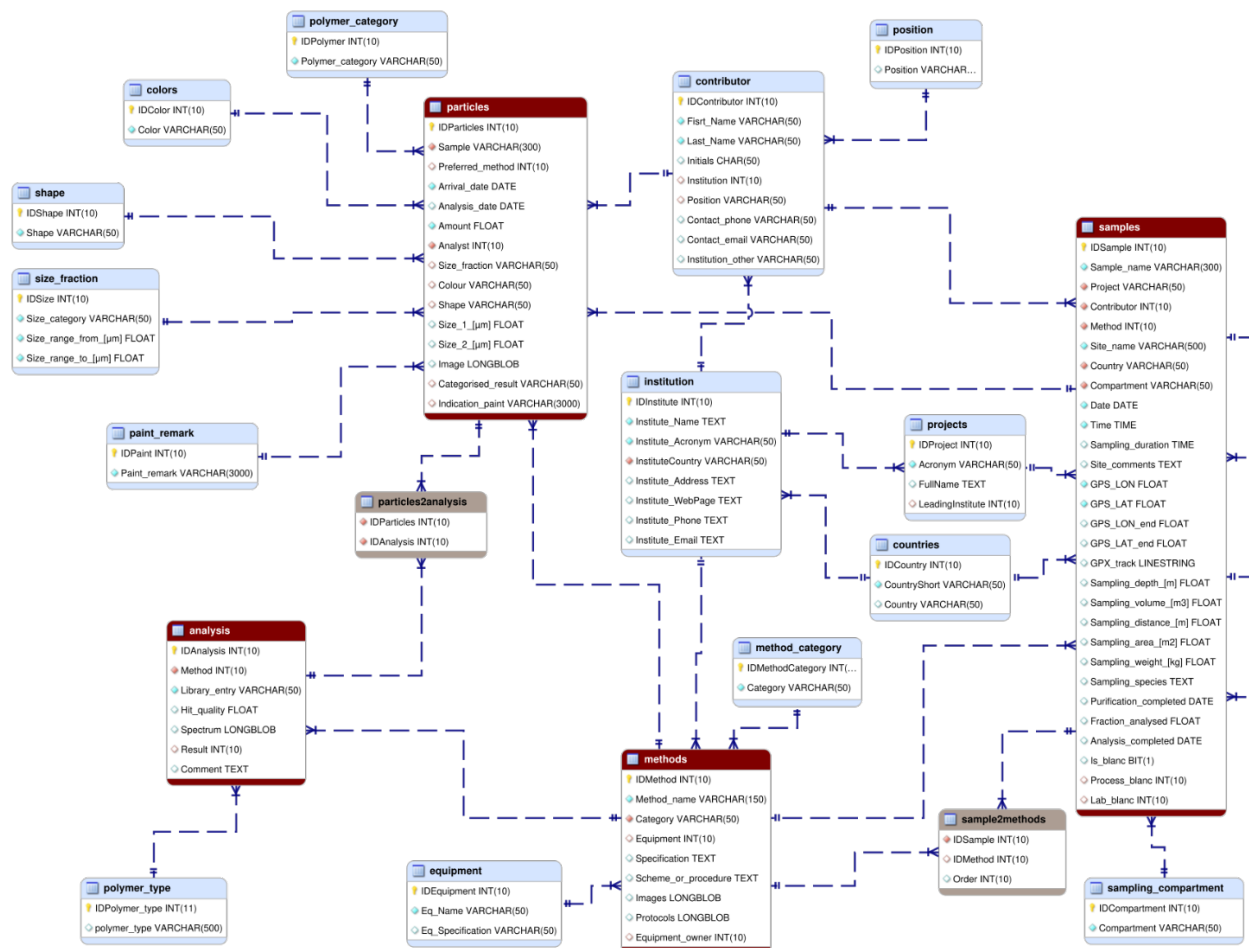 polymer_category
IDPolymer INT(10)
Polymer_category VARCHAR(50)
position
IDPosition INT(10)
Position VARCHAR...
colors
IDColor INT(10)
Color VARCHAR(50)
particles
IDParticles INT(10)
Sample VARCHAR(300)
Preferred_method INT(10)
Arrival_date DATE
Analysis_date DATE
Amount FLOAT
Analyst INT(10)
Size_fraction VARCHAR(50)
Colour VARCHAR(50)
Shape VARCHAR(50)
Size_1_[µm] FLOAT
Size_2_[µm] FLOAT
Image LONGBLOB
Categorised_result VARCHAR(50)
Indication_paint VARCHAR(3000)
contributor
IDContributor INT(10)
Fisrt_Name VARCHAR(50)
Last_Name VARCHAR(50)
Initials CHAR(50)
Institution INT(10)
Position VARCHAR(50)
Contact_phone VARCHAR(50)
Contact_email VARCHAR(50)
Institution_other VARCHAR(50)
shape
IDShape INT(10)
Shape VARCHAR(50)
size_fraction
IDSize INT(10)
Size_category VARCHAR(50)
Size_range_from_[µm] FLOAT
Size_range_to_[µm] FLOAT
samples
IDSample INT(10)
Sample_name VARCHAR(300)
Project VARCHAR(50)
Contributor INT(10)
Method INT(10)
Site_name VARCHAR(500)
Country VARCHAR(50)
Compartment VARCHAR(50)
Date DATE
Time TIME
Sampling_duration TIME
Site_comments TEXT
GPS_LON FLOAT
GPS_LAT FLOAT
GPS_LON_end FLOAT
GPS_LAT_end FLOAT
GPX_track LINESTRING
Sampling_depth_[m] FLOAT
Sampling_volume_[m3] FLOAT
Sampling_distance_[m] FLOAT
Sampling_area_[m2] FLOAT
Sampling_weight_[kg] FLOAT
Sampling_species TEXT
Purification_completed DATE
Fraction_analysed FLOAT
Analysis_completed DATE
Is_blanc BIT(1)
Process_blanc INT(10)
Lab_blanc INT(10)
institution
IDInstitute INT(10)
Institute_Name TEXT
Institute_Acronym VARCHAR(50)
InstituteCountry VARCHAR(50)
Institute_Address TEXT
Institute_WebPage TEXT
Institute_Phone TEXT
Institute_Email TEXT
projects
IDProject INT(10)
Acronym VARCHAR(50)
FullName TEXT
LeadingInstitute INT(10)
paint_remark
IDPaint INT(10)
Paint_remark VARCHAR(3000)
particles2analysis
IDParticles INT(10)
IDAnalysis INT(10)
countries
IDCountry INT(10)
CountryShort VARCHAR(50)
Country VARCHAR(50)
analysis
IDAnalysis INT(10)
Method INT(10)
Library_entry VARCHAR(50)
Hit_quality FLOAT
Spectrum LONGBLOB
Result INT(10)
Comment TEXT
method_category
IDMethodCategory INT(...
Category VARCHAR(50)
methods
IDMethod INT(10)
Method_name VARCHAR(150)
Category VARCHAR(50)
Equipment INT(10)
Specification TEXT
Scheme_or_procedure TEXT
Images LONGBLOB
Protocols LONGBLOB
Equipment_owner INT(10)
sample2methods
IDSample INT(10)
IDMethod INT(10)
Order INT(10)
equipment
IDEquipment INT(10)
Eq_Name VARCHAR(50)
Eq_Specification VARCHAR(50)
polymer_type
IDPolymer_type INT(11)
polymer_type VARCHAR(500)
sampling_compartment
IDCompartment INT(10)
Compartment VARCHAR(50)